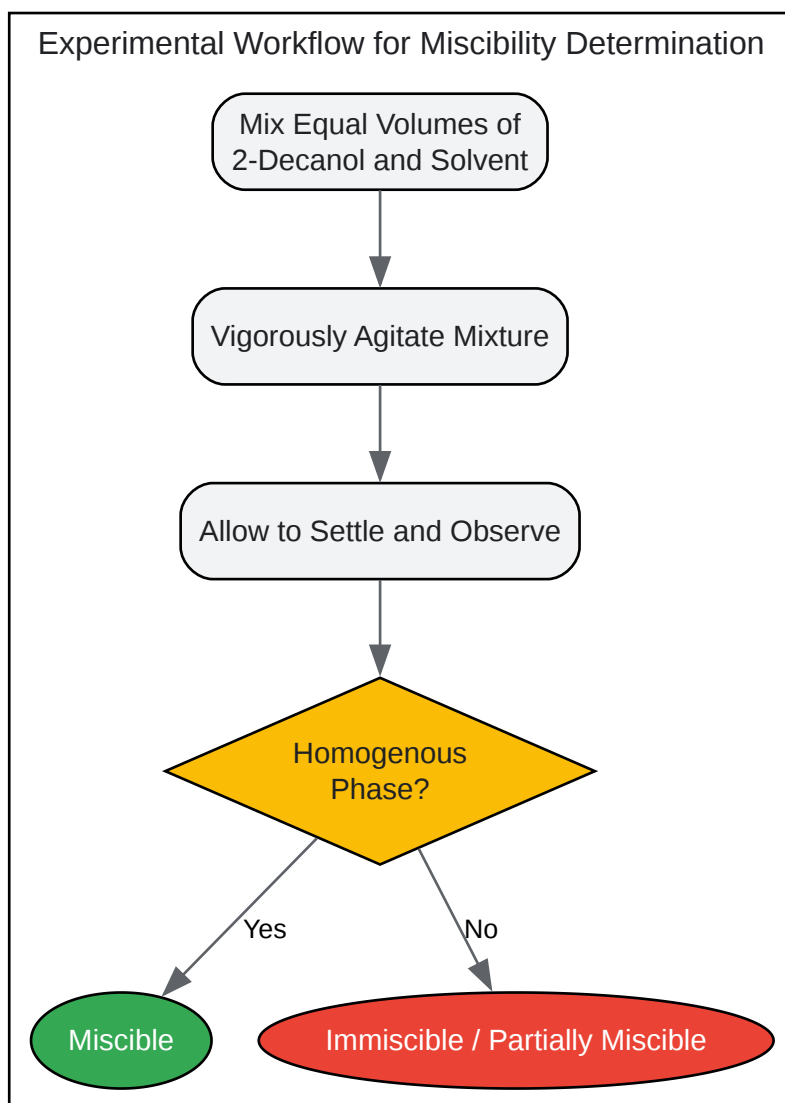 Experimental Workflow for Miscibility Determination
Mix Equal Volumes of
2-Decanol and Solvent
Vigorously Agitate Mixture
Allow to Settle and Observe
Homogenous
Phase?
Yes
No
Miscible
Immiscible / Partially Miscible